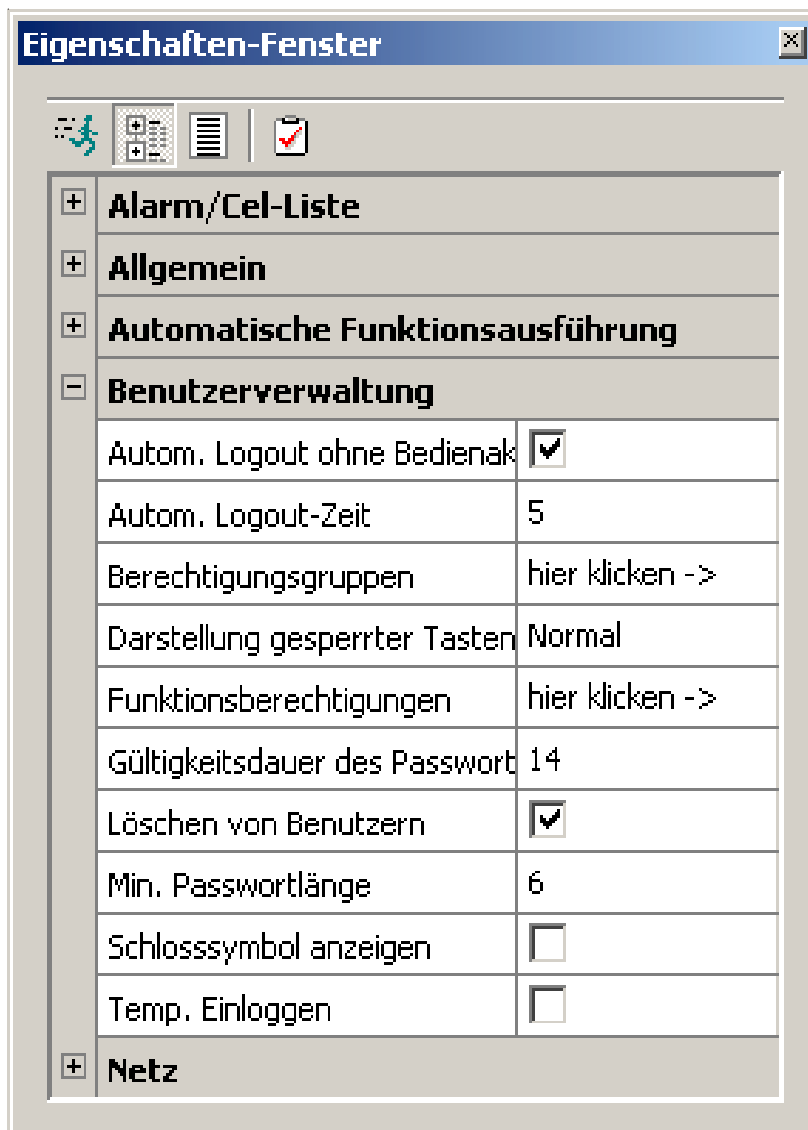 Eigenschaften-Fenster
Alarm/Cel-Liste
Allgemein
Automatische Funktionsausführung
Benutzerverwaltung
Autom. Logout ohne Bedienak
Autom. Logout-Zeit 5
Berechtigungsgruppen hier klicken ->
Darstellung gesperrter Tasten Normal
Funktionsberechtigungen hier klicken ->
Gültigkeitsdauer des Passwort 14
Löschen von Benutzern
Min. Passwortlänge 6
Schlosssymbol anzeigen
Temp. Einloggen
Netz